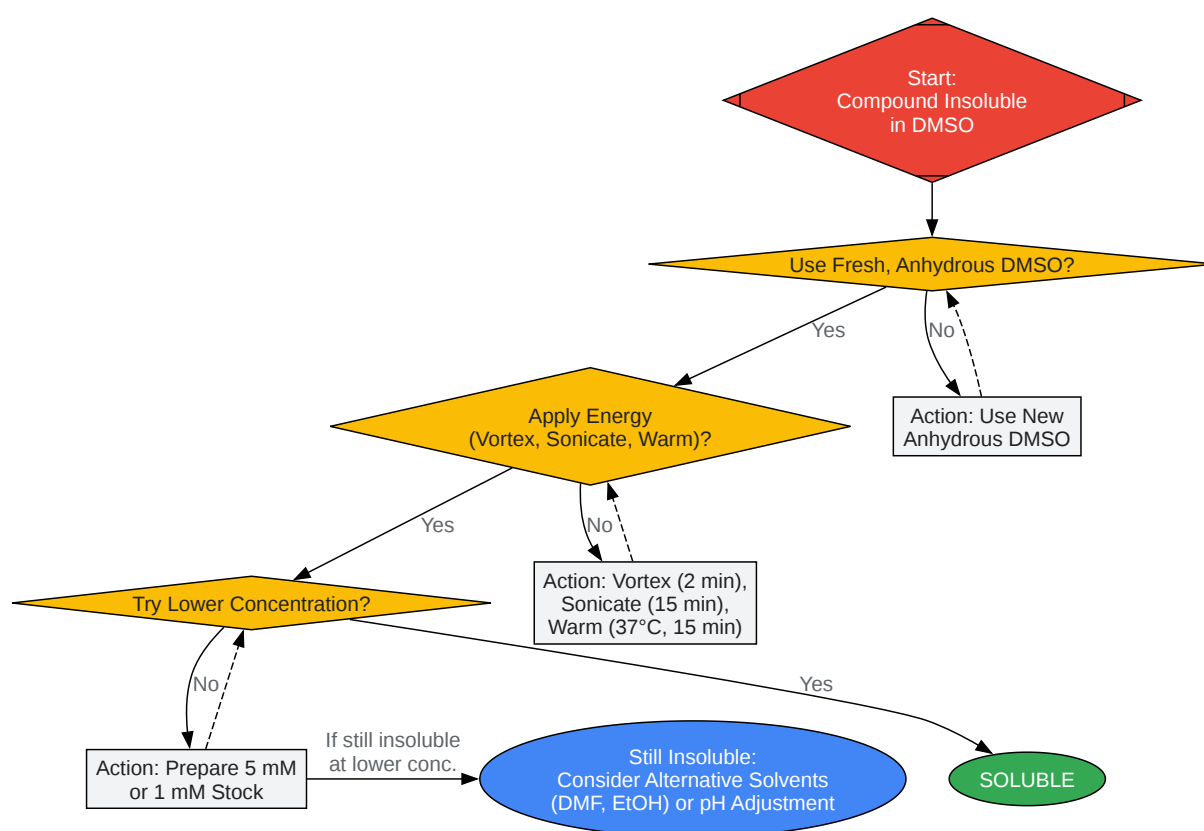 Start:
Compound Insoluble
in DMSO
Use Fresh, Anhydrous DMSO?
Yes
No
Action: Use New
Anhydrous DMSO
Apply Energy
(Vortex, Sonicate, Warm)?
Yes
No
Action: Vortex (2 min),
Sonicate (15 min),
Warm (37°C, 15 min)
Try Lower Concentration?
No
Yes
Action: Prepare 5 mM
or 1 mM Stock
If still insoluble
at lower conc.
Still Insoluble:
Consider Alternative Solvents
(DMF, EtOH) or pH Adjustment
SOLUBLE